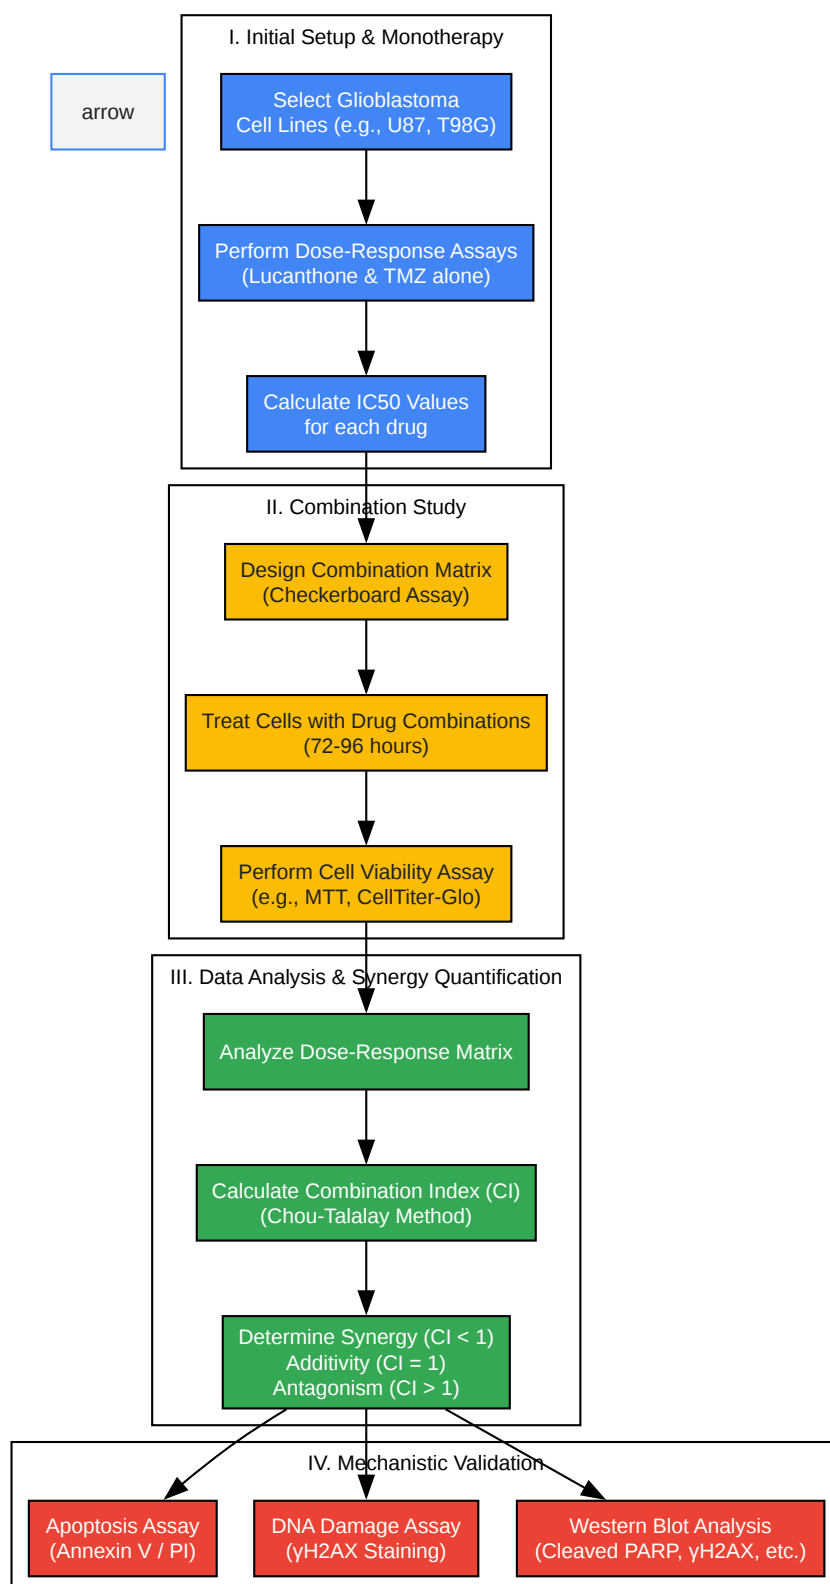 I. Initial Setup & Monotherapy
arrow
Select Glioblastoma
Cell Lines (e.g., U87, T98G)
Perform Dose-Response Assays
(Lucanthone & TMZ alone)
Calculate IC50 Values
for each drug
II. Combination Study
Design Combination Matrix
(Checkerboard Assay)
Treat Cells with Drug Combinations
(72-96 hours)
Perform Cell Viability Assay
(e.g., MTT, CellTiter-Glo)
III. Data Analysis & Synergy Quantification
Analyze Dose-Response Matrix
Calculate Combination Index (CI)
(Chou-Talalay Method)
Determine Synergy (CI < 1)
Additivity (CI = 1)
Antagonism (CI > 1)
IV. Mechanistic Validation
Apoptosis Assay
(Annexin V / PI)
DNA Damage Assay
(γH2AX Staining)
Western Blot Analysis
(Cleaved PARP, γH2AX, etc.)